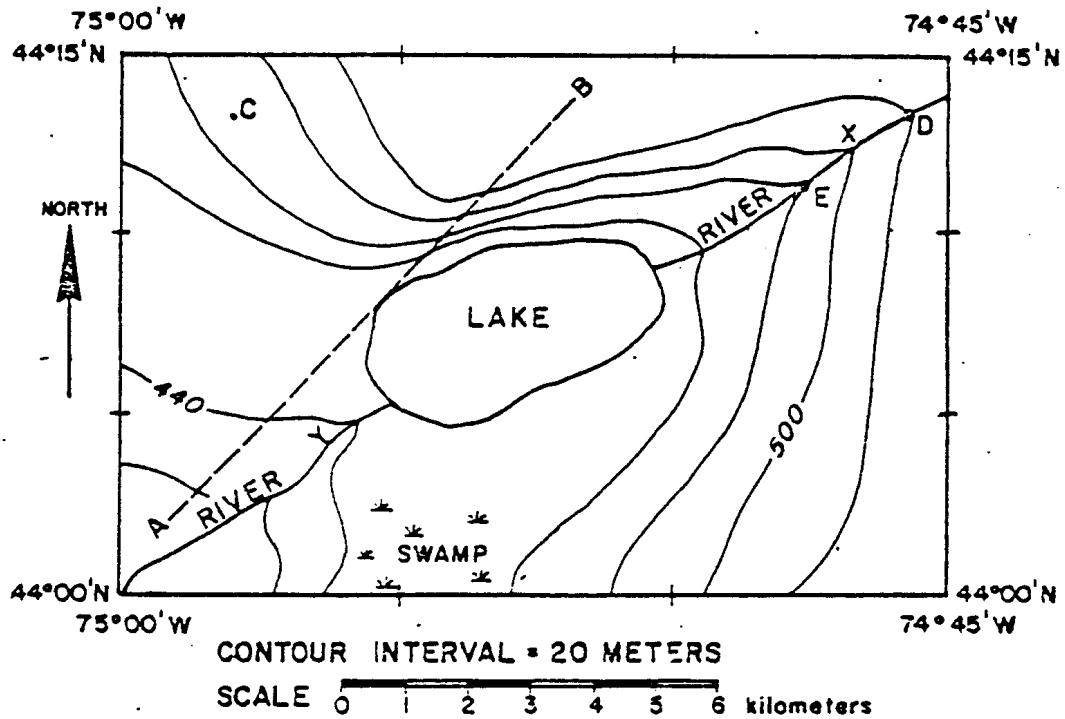 75°00'W 74°45'W
44°15'N 44°15'N
C
B
X
D
NORTH
E
RIVER
LAKE
440
Y
500
A
RIVER
SWAMP
44°00'N 44°00'N
75°00'W 74°45'W
CONTOUR INTERVAL = 20 METERS
SCALE 0 1 2 3 4 5 6 kilometers